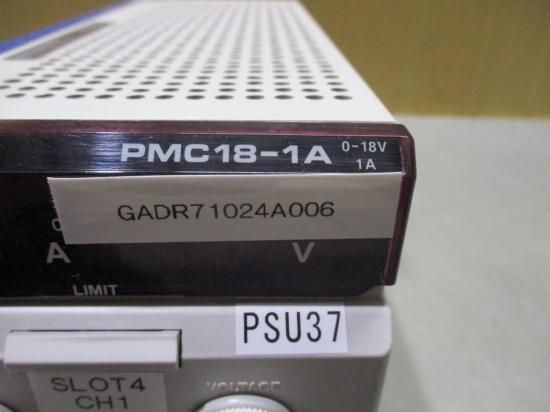 PMC18-1A 0-18V
1A
GADR71024A006
A V
LIMIT
PSU37
SLOT4
CH1
VOLTAGE